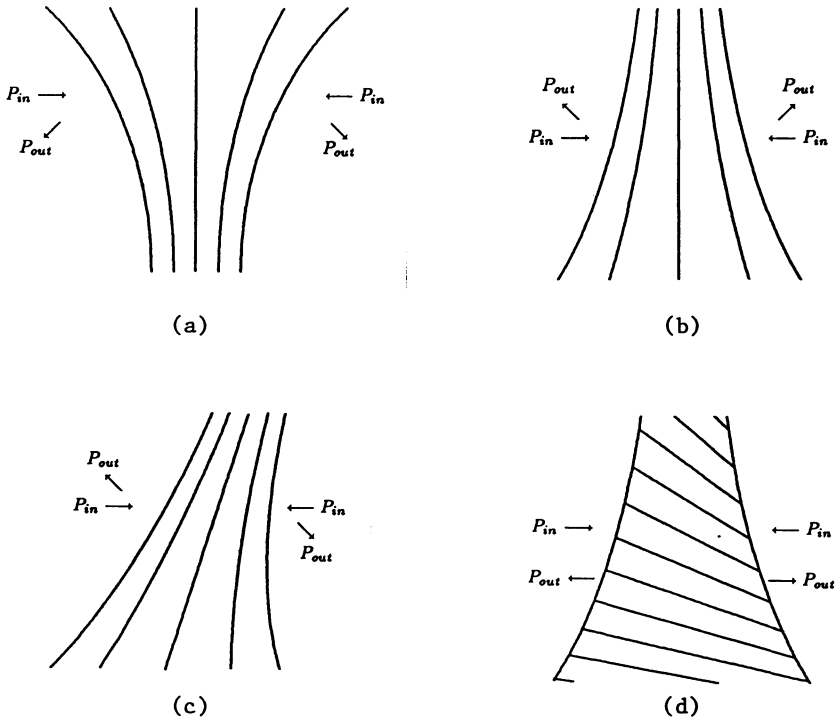 P_in → ← P_in
P_out P_out
(a)
P_out P_out
P_in → ← P_in
(b)
P_out
P_in → ← P_in
P_out
(c)
P_in → ← P_in
P_out ← → P_out
(d)